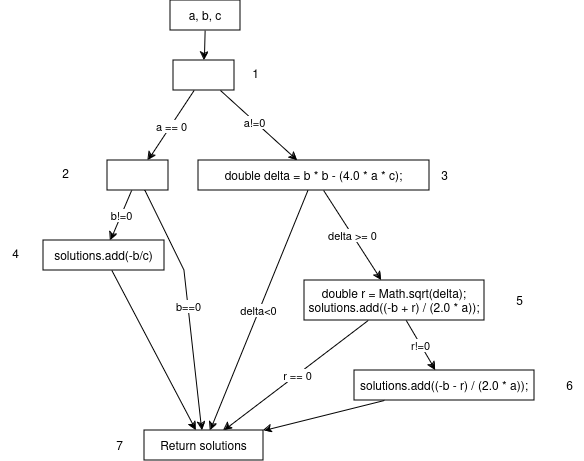 a, b, c
1
a == 0
a!=0
2
double delta = b * b - (4.0 * a * c);
3
b!=0
delta >= 0
4
solutions.add(-b/c)
b==0
delta<0
double r = Math.sqrt(delta);
solutions.add((-b + r) / (2.0 * a));
5
r == 0
r!=0
solutions.add((-b - r) / (2.0 * a));
6
7
Return solutions